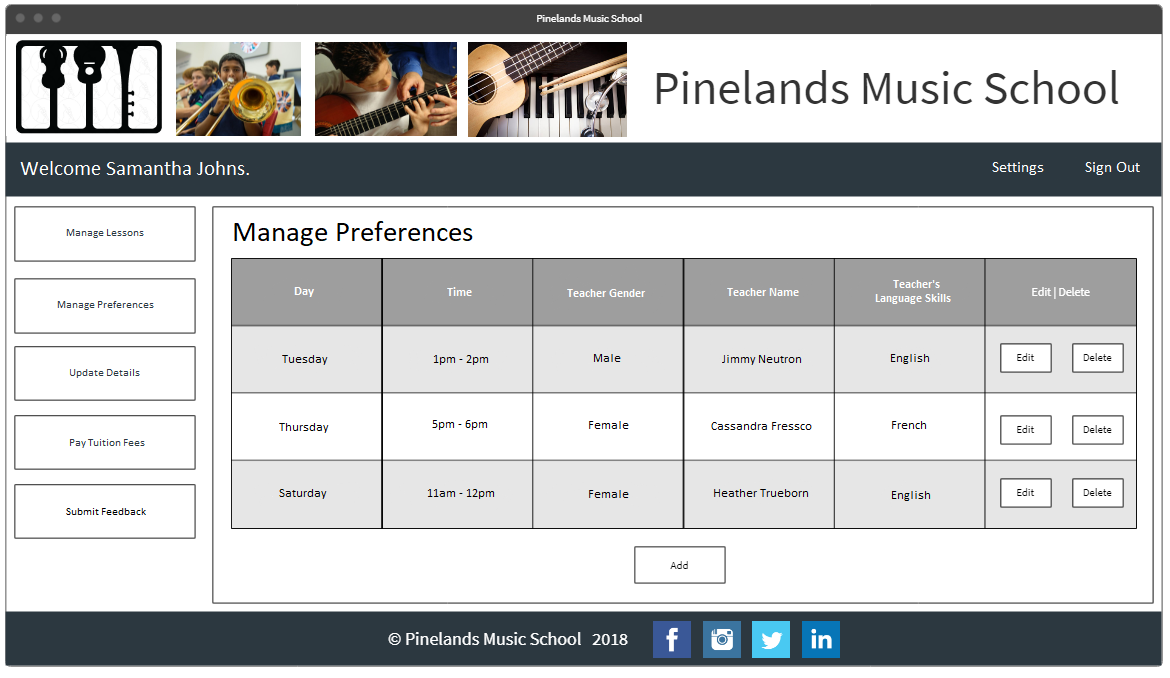 Pinelands Music School
Pinelands Music School
Welcome Samantha Johns.
Settings
Sign Out
Manage Lessons
Manage Preferences
Update Details
Pay Tuition Fees
Submit Feedback
Manage Preferences
Day
Time
Teacher Gender
Teacher Name
Teacher's
Language Skills
Edit | Delete
Tuesday
1pm - 2pm
Male
Jimmy Neutron
English
Edit
Delete
Thursday
5pm - 6pm
Female
Cassandra Fressco
French
Edit
Delete
Saturday
11am - 12pm
Female
Heather Trueborn
English
Edit
Delete
Add
© Pinelands Music School 2018